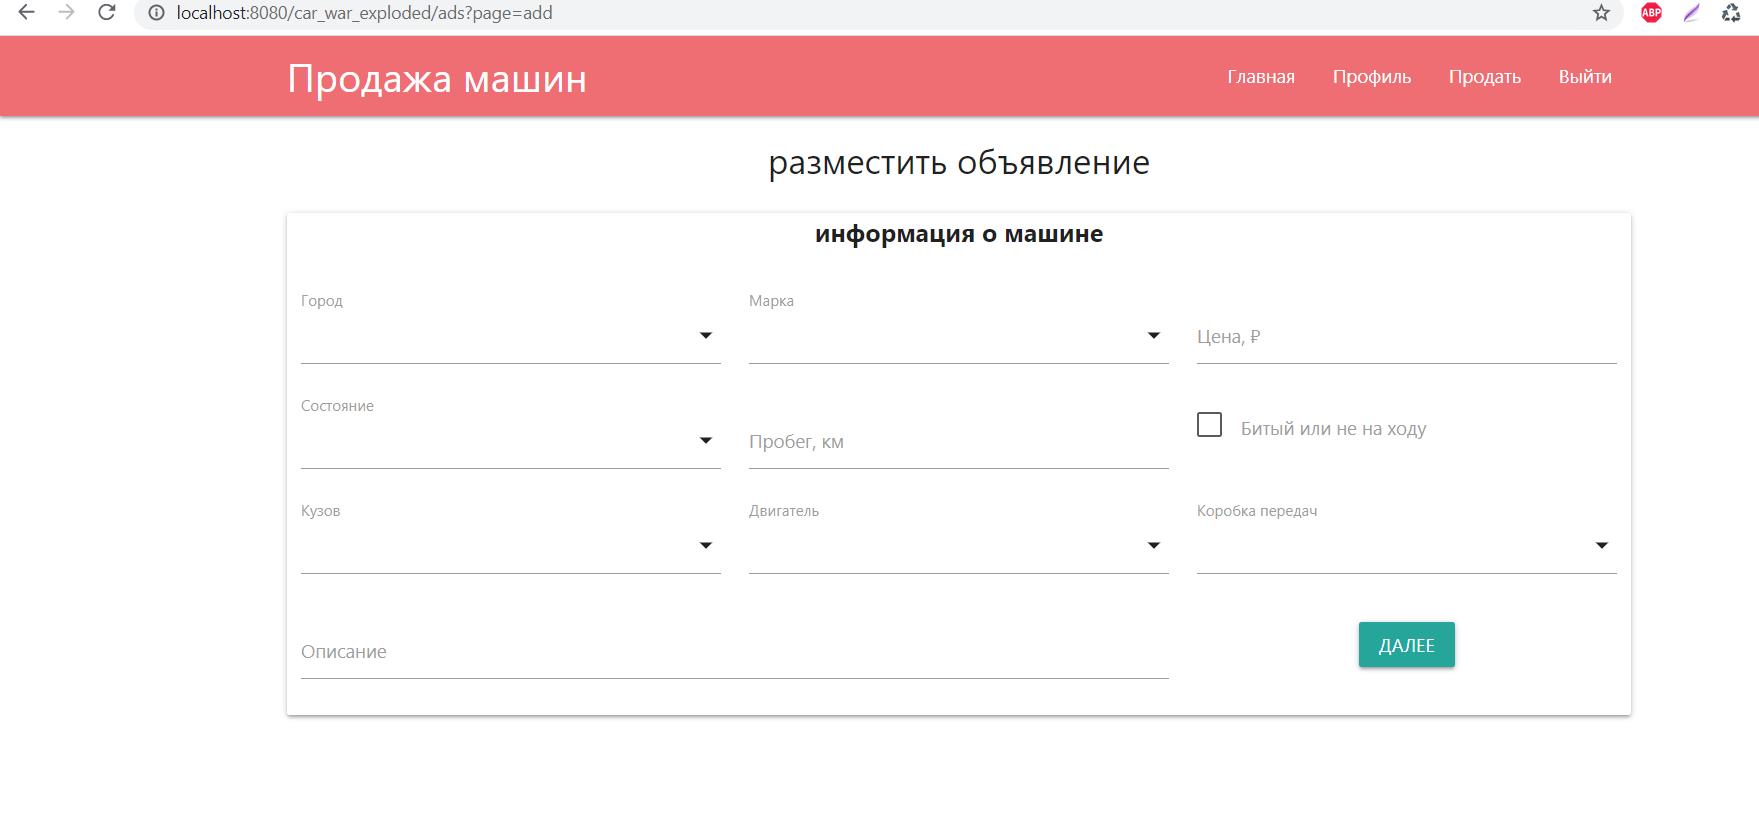 localhost:8080/car_war_exploded/ads?page=add
ABP
Продажа машин
Главная Профиль Продать Выйти
разместить объявление
информация о машине
Город Марка
Цена, ₽
Состояние
Пробег, км
Битый или не на ходу
Кузов Двигатель Коробка передач
Описание
ДАЛЕЕ